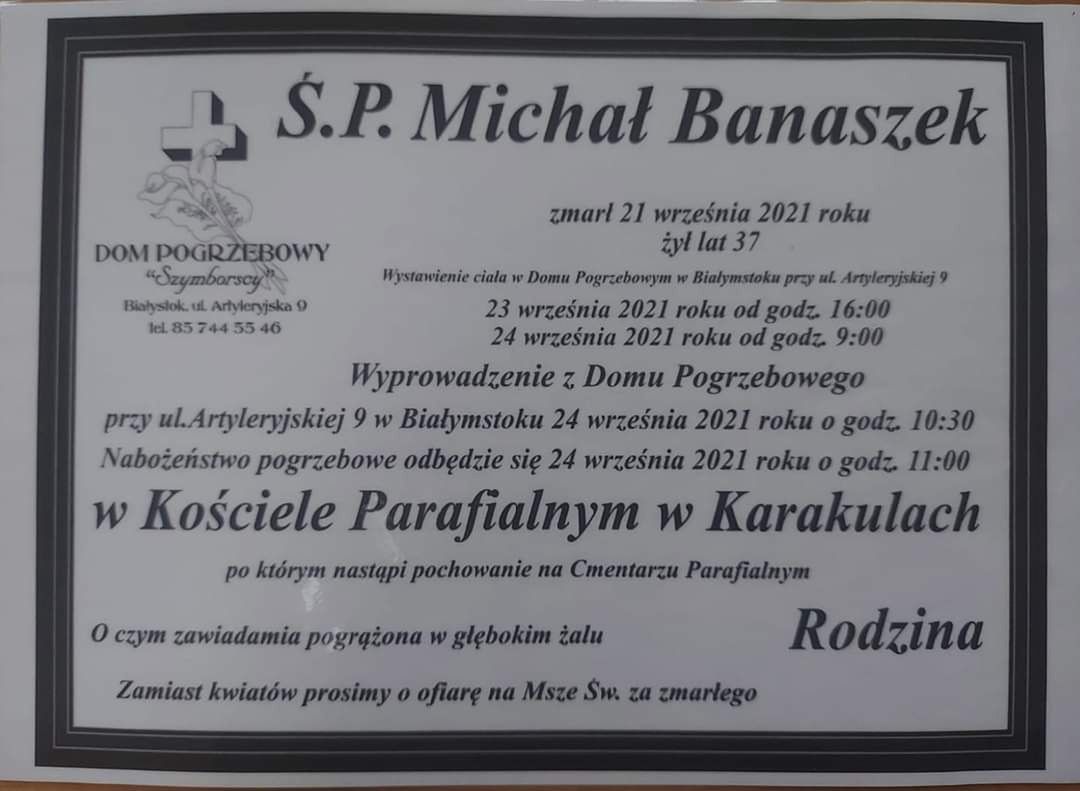 Ś.P. Michał Banaszek
DOM POGRZEBOWY
“Szymborscy”
Białystok, ul. Artyleryjska 9
tel. 85 744 55 46
zmarł 21 września 2021 roku
żył lat 37
Wystawienie ciała w Domu Pogrzebowym w Białymstoku przy ul. Artyleryjskiej 9
23 września 2021 roku od godz. 16:00
24 września 2021 roku od godz. 9:00
Wyprowadzenie z Domu Pogrzebowego
przy ul.Artyleryjskiej 9 w Białymstoku 24 września 2021 roku o godz. 10:30
Nabożeństwo pogrzebowe odbędzie się 24 września 2021 roku o godz. 11:00
w Kościele Parafialnym w Karakulach
po którym nastąpi pochowanie na Cmentarzu Parafialnym
O czym zawiadamia pogrążona w głębokim żalu Rodzina
Zamiast kwiatów prosimy o ofiarę na Msze Św. za zmarłego